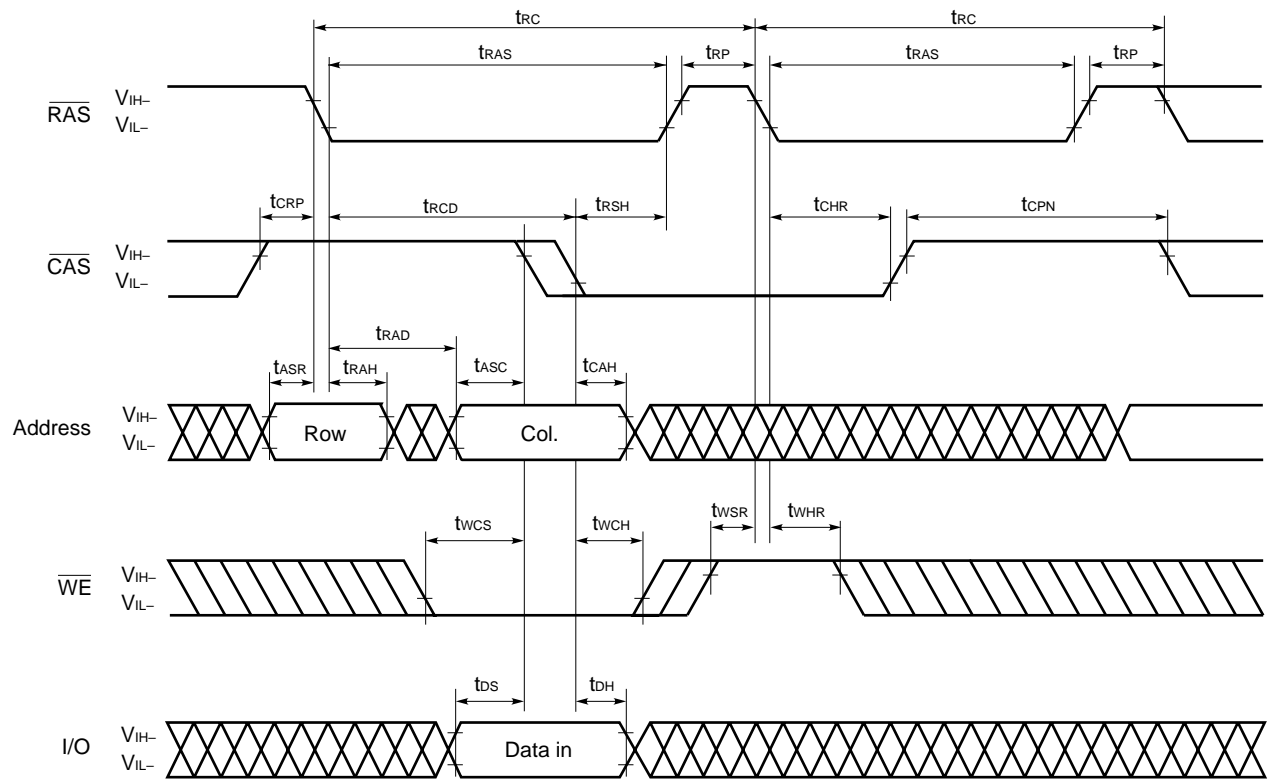 tRC tRC
tRAS tRP tRAS tRP
RAS VIH–
VIL–
tCRP tRCD tRSH tCHR tCPN
CAS VIH–
VIL–
tRAD
tASR tRAH tASC tCAH
Address VIH–
VIL–
Row Col.
tWCS tWCH tWSR tWHR
WE VIH–
VIL–
tDS tDH
I/O VIH–
VIL–
Data in